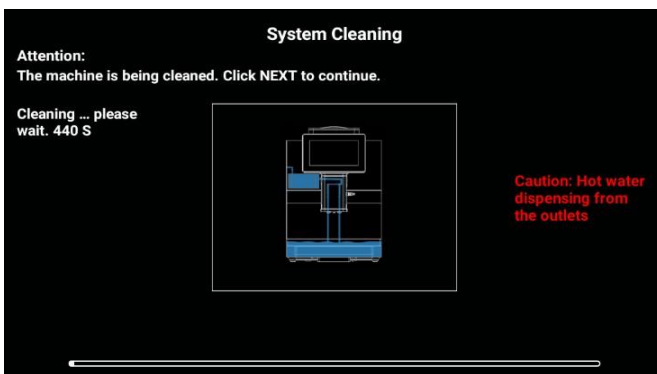 System Cleaning
Attention:
The machine is being cleaned. Click NEXT to continue.
Cleaning ... please
wait. 440 S
Caution: Hot water
dispensing from
the outlets